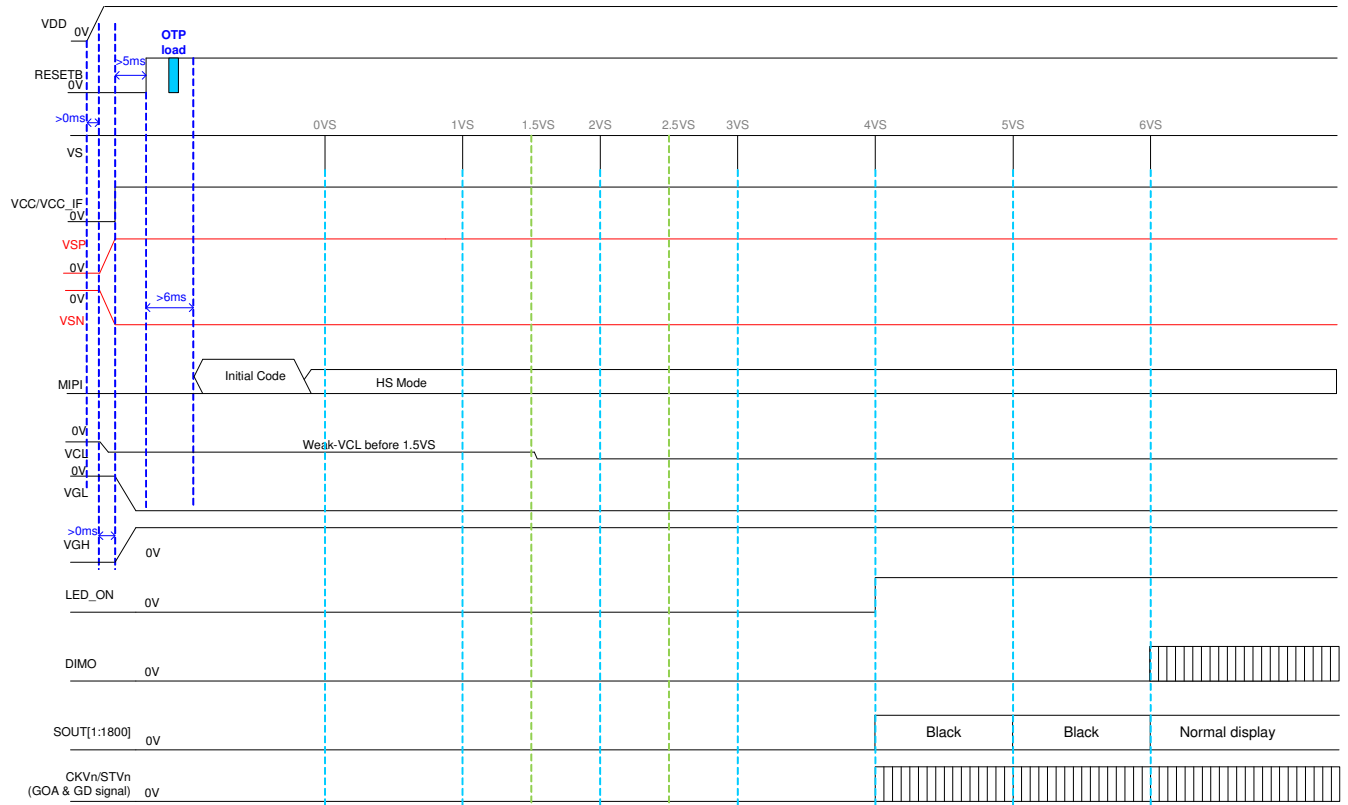 VDD
0V
OTP
load
>5ms
RESETB
0V
>0ms
0VS
1VS
1.5VS
2VS
2.5VS
3VS
4VS
5VS
6VS
VS
VCC/VCC_IF
0V
VSP
0V
0V
>6ms
VSN
Initial Code
MIPI
HS Mode
0V
Weak-VCL before 1.5VS
VCL
0V
VGL
>0ms
VGH
0V
LED_ON
0V
DIMO
0V
SOUT[1:1800]
0V
Black
Black
Normal display
CKVn/STVn
(GOA & GD signal)
0V